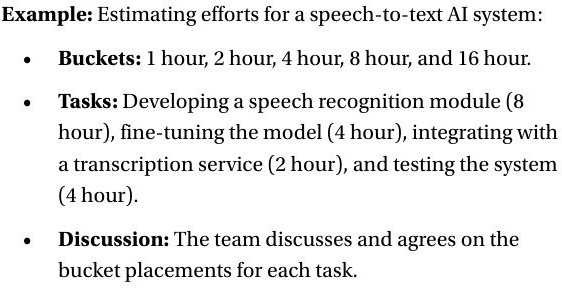 Example: Estimating efforts for a speech-to-text AI system:
• Buckets: 1 hour, 2 hour, 4 hour, 8 hour, and 16 hour.
• Tasks: Developing a speech recognition module (8
hour), fine-tuning the model (4 hour), integrating with
a transcription service (2 hour), and testing the system
(4 hour).
• Discussion: The team discusses and agrees on the
bucket placements for each task.